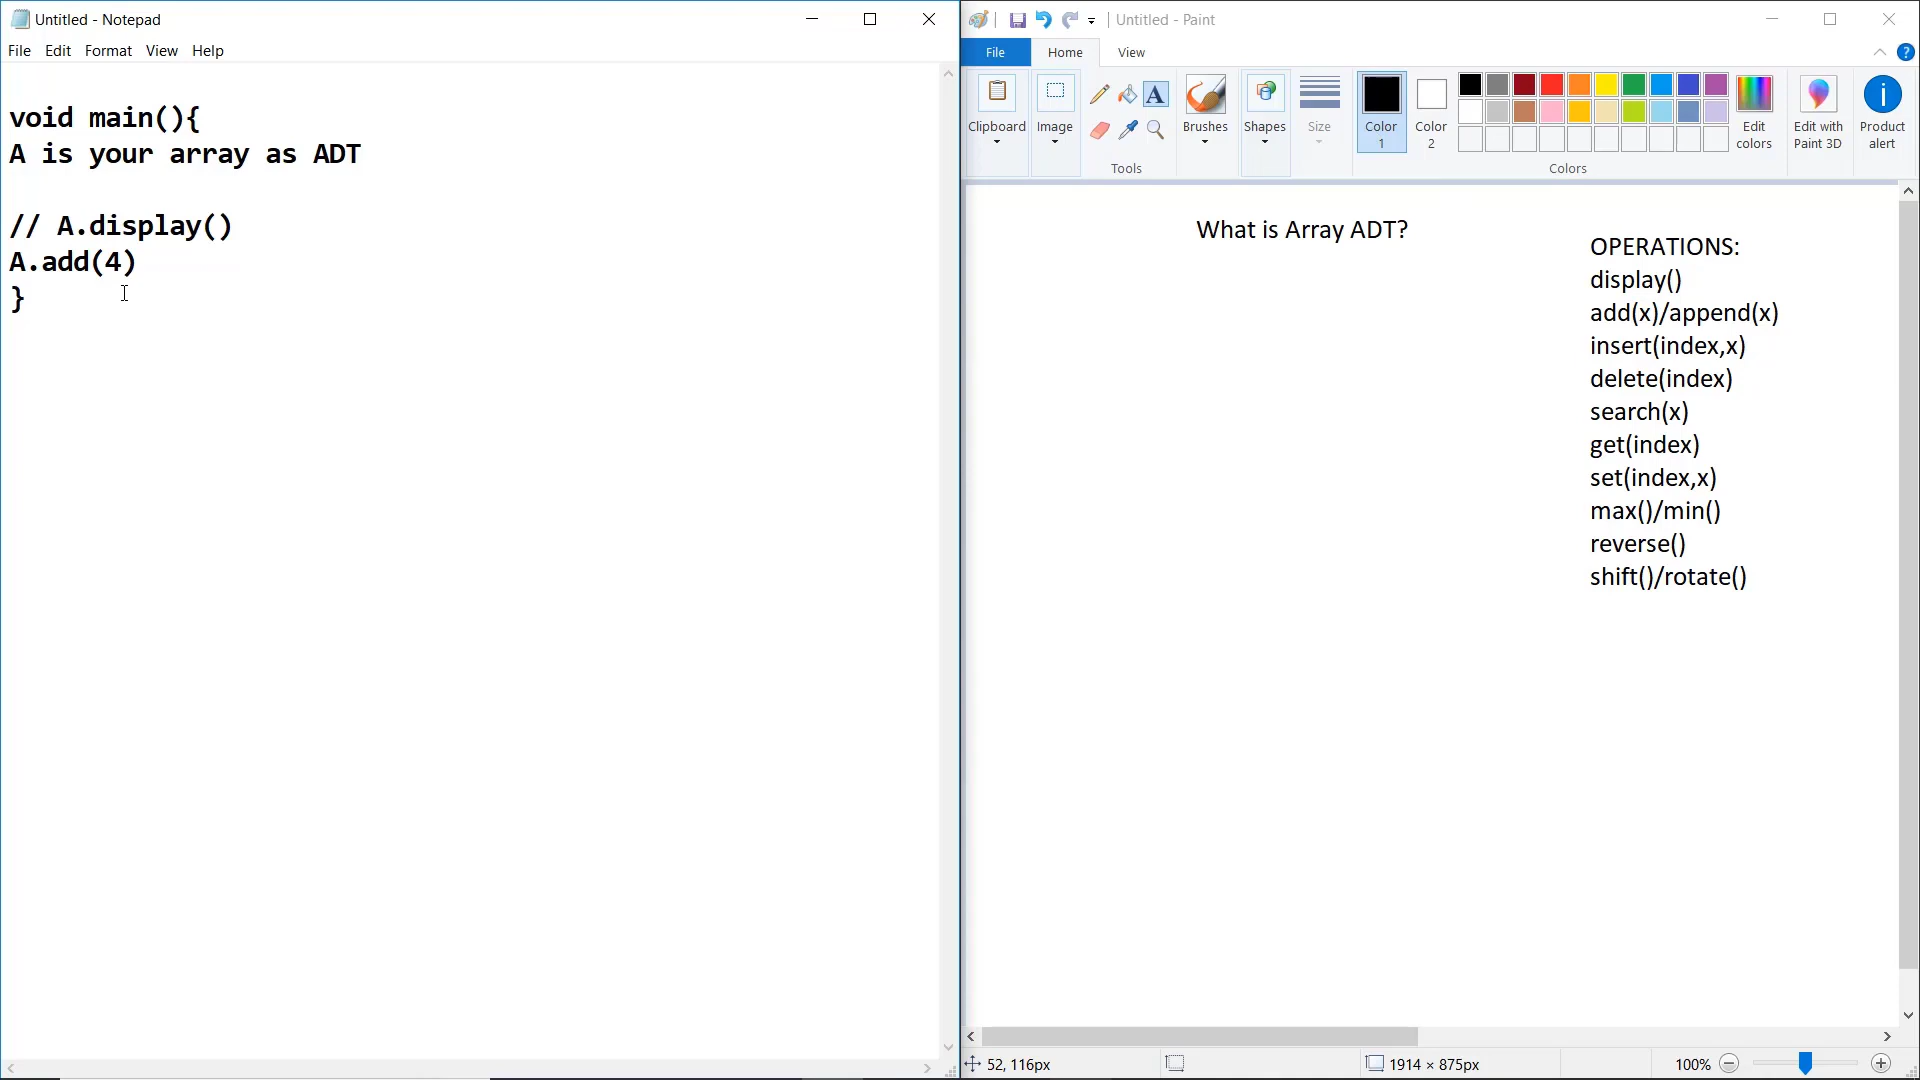 Untitled - Notepad
File Edit Format View Help
void main(){
A is your array as ADT
// A.display()
A.add(4)
}
Untitled - Paint
File Home View
Clipboard
Image
Tools
A
Brushes
Shapes
Size
Color 1
Color 2
Edit colors
Colors
Edit with Paint 3D
Product alert
What is Array ADT?
OPERATIONS:
display()
add(x)/append(x)
insert(index,x)
delete(index)
search(x)
get(index)
set(index,x)
max()/min()
reverse()
shift()/rotate()
52, 116px
1914 × 875px
100%